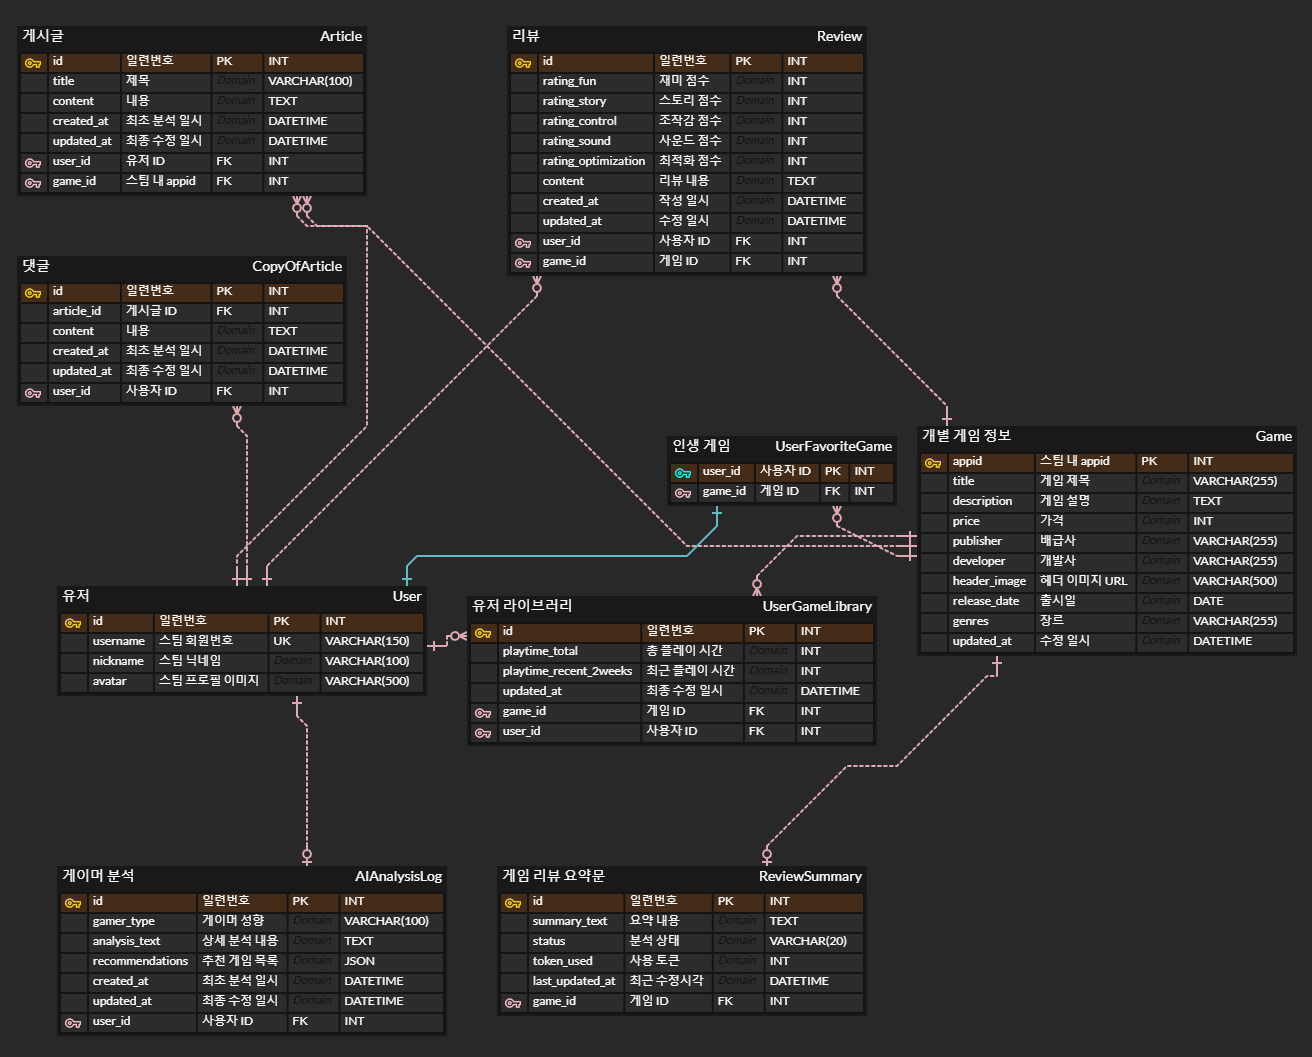 게시글 Article
id 일련번호 PK INT
title 제목 Domain VARCHAR(100)
content 내용 Domain TEXT
created_at 최초 분석 일시 Domain DATETIME
updated_at 최종 수정 일시 Domain DATETIME
user_id 유저 ID FK INT
game_id 스팀 내 appid FK INT
리뷰 Review
id 일련번호 PK INT
rating_fun 재미 점수 Domain INT
rating_story 스토리 점수 Domain INT
rating_control 조작감 점수 Domain INT
rating_sound 사운드 점수 Domain INT
rating_optimization 최적화 점수 Domain INT
content 리뷰 내용 Domain TEXT
created_at 작성 일시 Domain DATETIME
updated_at 수정 일시 Domain DATETIME
user_id 사용자 ID FK INT
game_id 게임 ID FK INT
댓글 CopyOfArticle
id 일련번호 PK INT
article_id 게시글 ID FK INT
content 내용 Domain TEXT
created_at 최초 분석 일시 Domain DATETIME
updated_at 최종 수정 일시 Domain DATETIME
user_id 사용자 ID FK INT
인생 게임 UserFavoriteGame
user_id 사용자 ID PK INT
game_id 게임 ID FK INT
개별 게임 정보 Game
appid 스팀 내 appid PK INT
title 게임 제목 Domain VARCHAR(255)
description 게임 설명 Domain TEXT
price 가격 Domain INT
publisher 배급사 Domain VARCHAR(255)
developer 개발사 Domain VARCHAR(255)
header_image 헤더 이미지 URL Domain VARCHAR(500)
release_date 출시일 Domain DATE
genres 장르 Domain VARCHAR(255)
updated_at 수정 일시 Domain DATETIME
유저 User
id 일련번호 PK INT
username 스팀 회원번호 UK VARCHAR(150)
nickname 스팀 닉네임 Domain VARCHAR(100)
avatar 스팀 프로필 이미지 Domain VARCHAR(500)
유저 라이브러리 UserGameLibrary
id 일련번호 PK INT
playtime_total 총 플레이 시간 Domain INT
playtime_recent_2weeks 최근 플레이 시간 Domain INT
updated_at 최종 수정 일시 Domain DATETIME
game_id 게임 ID FK INT
user_id 사용자 ID FK INT
게이머 분석 AIAnalysisLog
id 일련번호 PK INT
gamer_type 게이머 성향 Domain VARCHAR(100)
analysis_text 상세 분석 내용 Domain TEXT
recommendations 추천 게임 목록 Domain JSON
created_at 최초 분석 일시 Domain DATETIME
updated_at 최종 수정 일시 Domain DATETIME
user_id 사용자 ID FK INT
게임 리뷰 요약문 ReviewSummary
id 일련번호 PK INT
summary_text 요약 내용 Domain TEXT
status 분석 상태 Domain VARCHAR(20)
token_used 사용 토큰 Domain INT
last_updated_at 최근 수정시각 Domain DATETIME
game_id 게임 ID FK INT